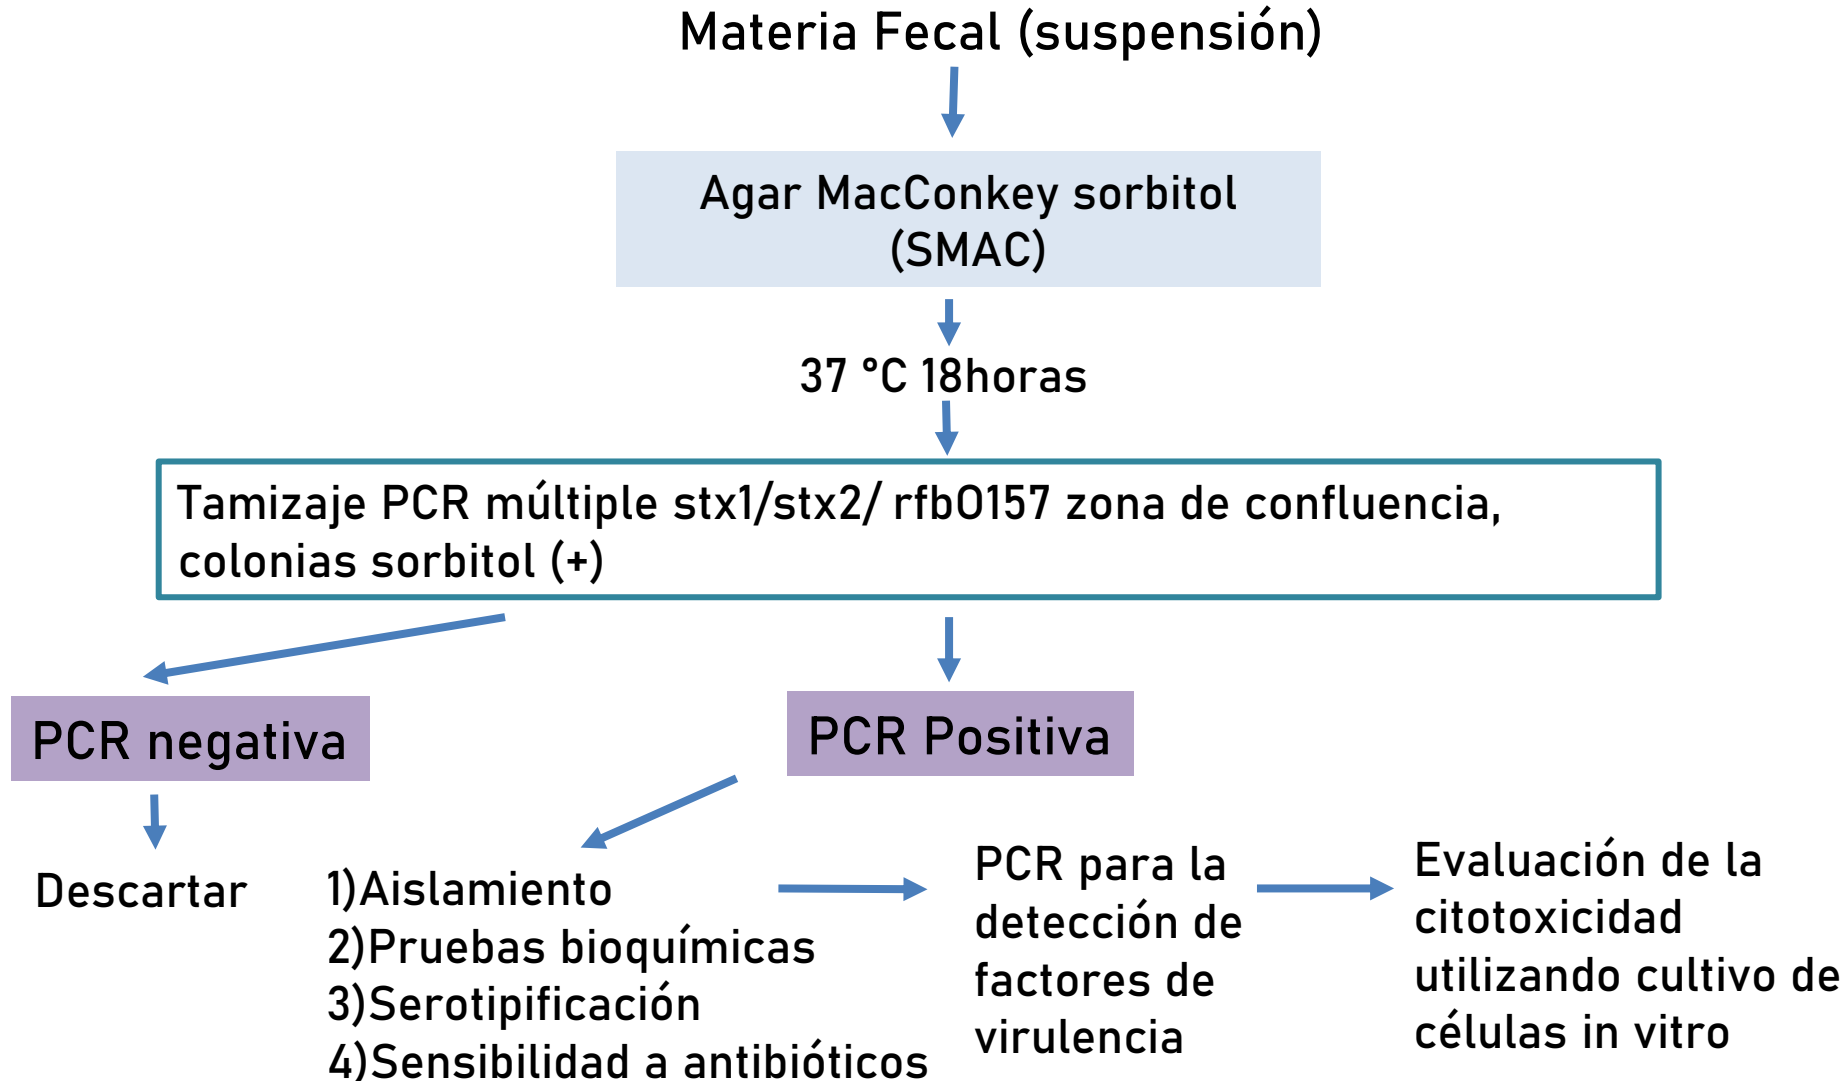 Materia Fecal (suspensión)
Agar MacConkey sorbitol
(SMAC)
37 °C 18horas
Tamizaje PCR múltiple stx1/stx2/ rfbO157 zona de confluencia,
colonias sorbitol (+)
PCR negativa
PCR Positiva
Descartar
1)Aislamiento
2)Pruebas bioquímicas
3)Serotipificación
4)Sensibilidad a antibióticos
PCR para la
detección de
factores de
virulencia
Evaluación de la
citotoxicidad
utilizando cultivo de
células in vitro